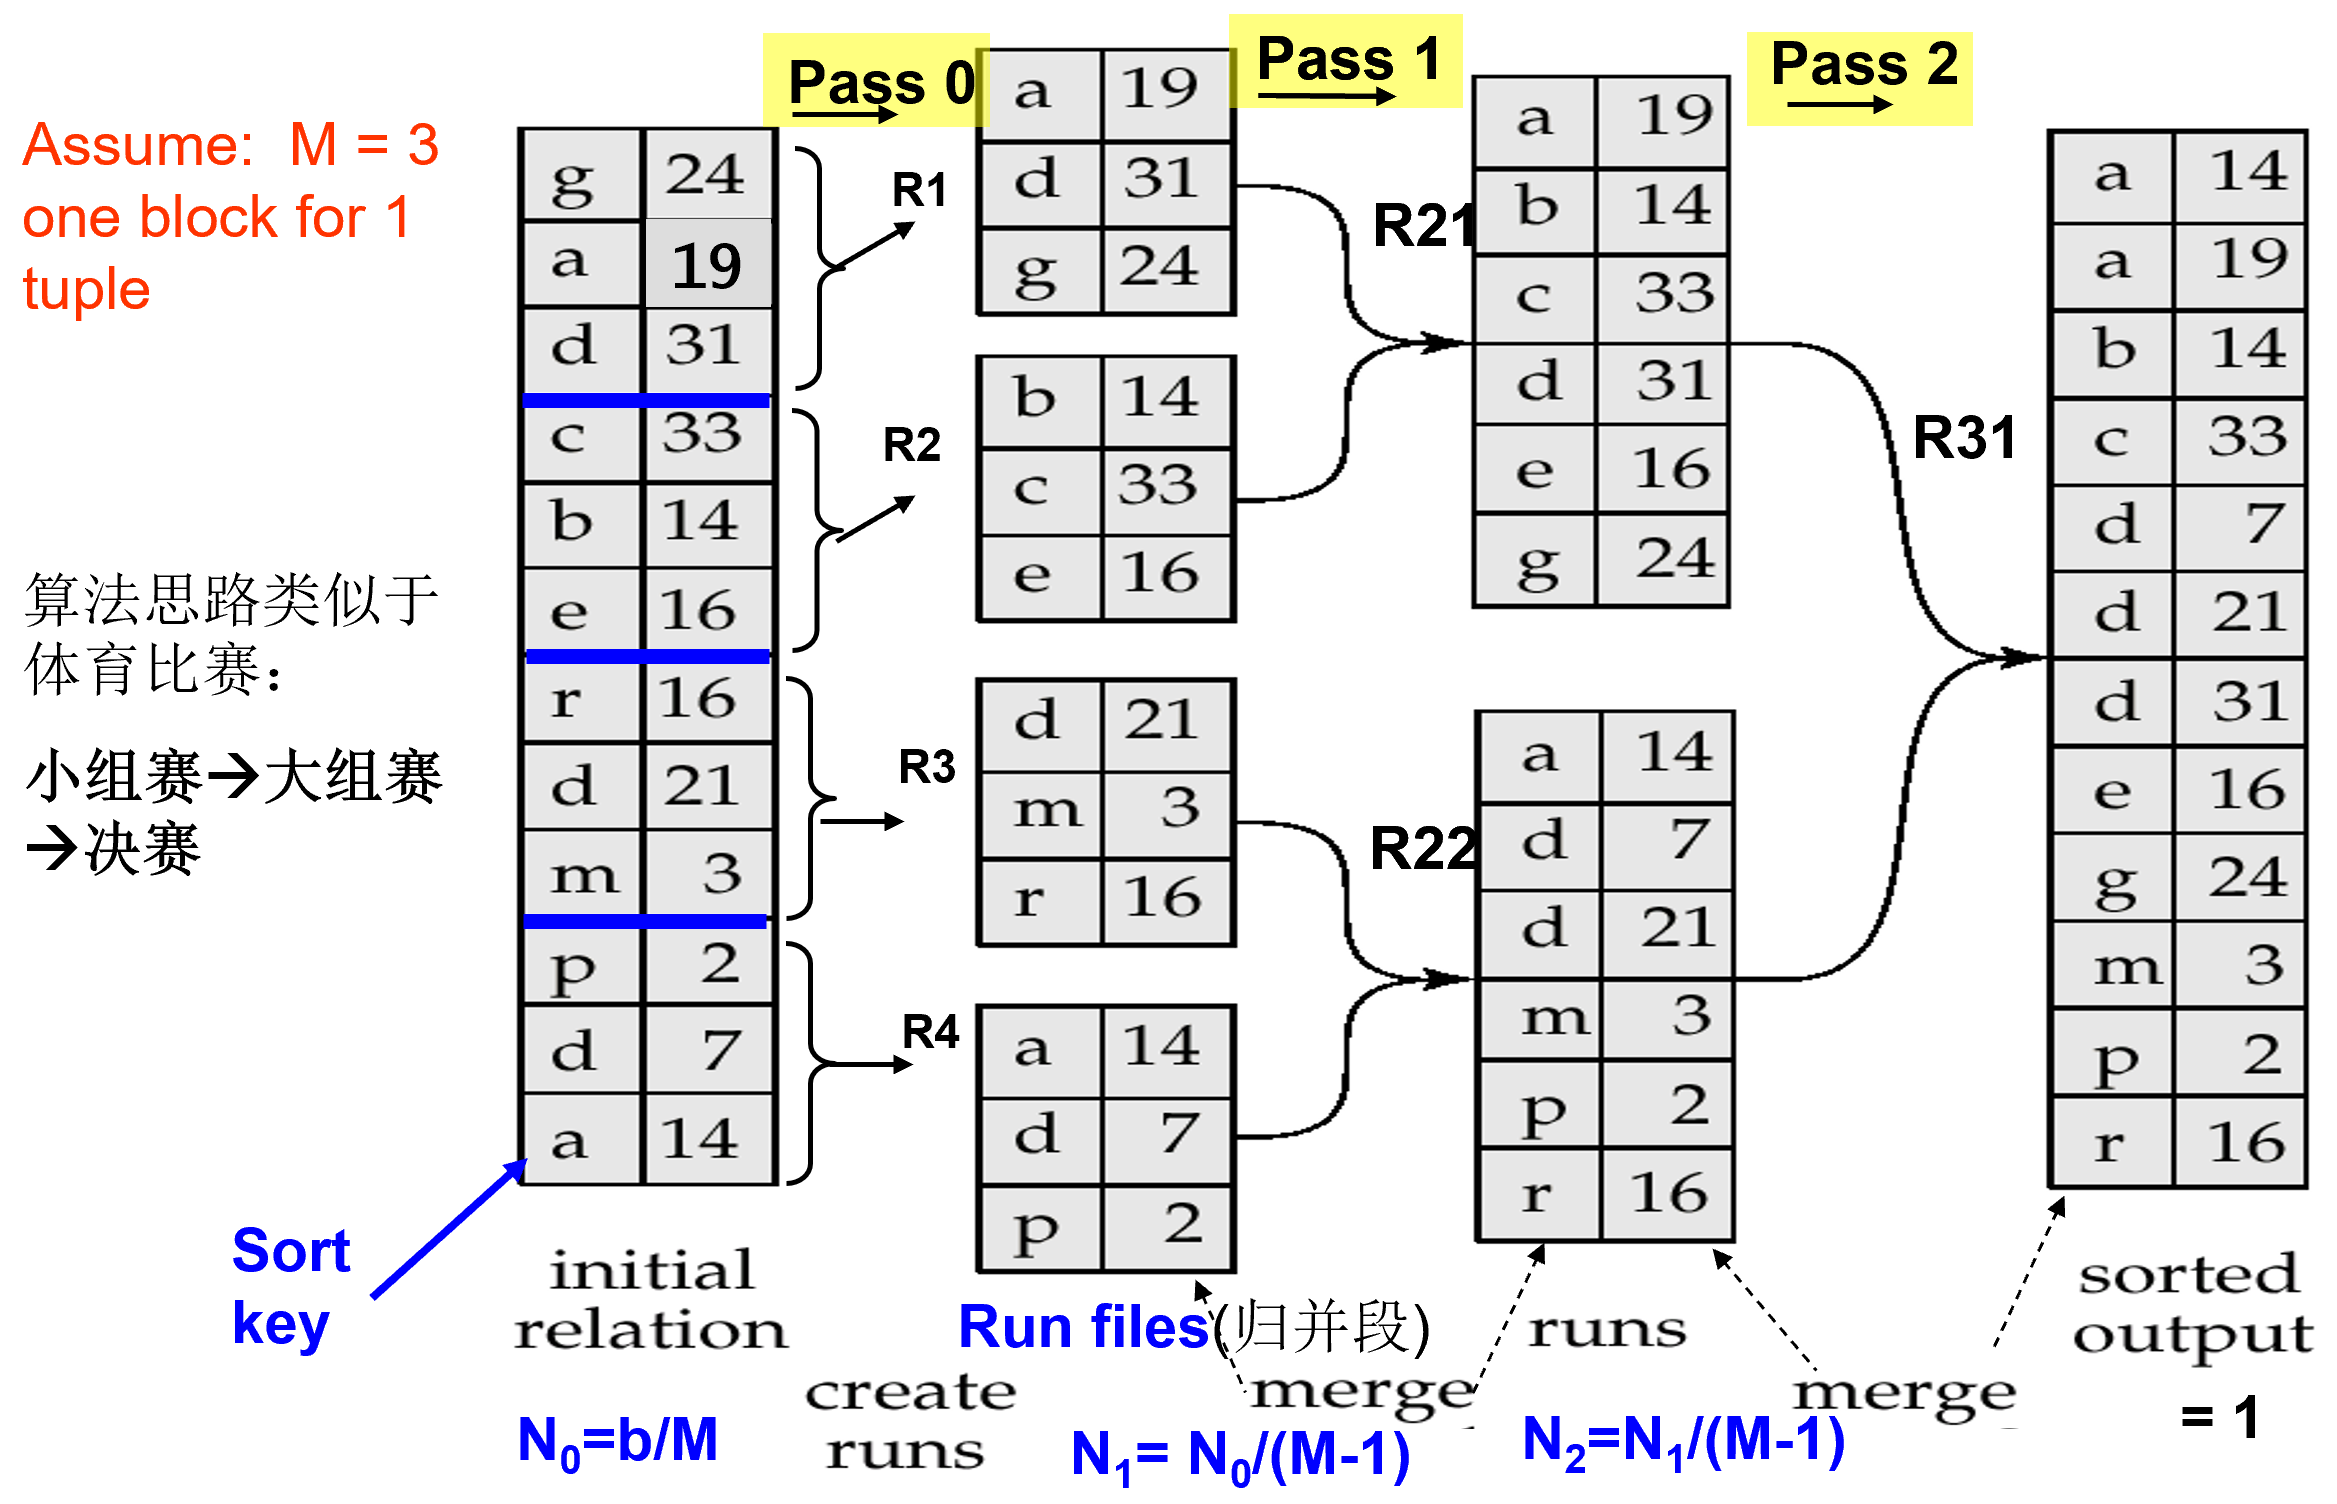 Assume: M = 3
one block for 1
tuple
算法思路类似于
体育比赛：
小组赛→大组赛
→决赛
Sort
key
g 24
a 19
d 31
c 33
b 14
e 16
r 16
d 21
m 3
p 2
d 7
a 14
initial
relation
N₀=b/M
Pass 0
R1
R2
R3
R4
create
runs
a 19
d 31
g 24
b 14
c 33
e 16
d 21
m 3
r 16
a 14
d 7
p 2
Run files(归并段)
Pass 1
R21
R22
merge
N₁= N₀/(M-1)
a 19
b 14
c 33
d 31
e 16
g 24
a 14
d 7
d 21
m 3
p 2
r 16
runs
Pass 2
R31
merge
N₂=N₁/(M-1)
a 14
a 19
b 14
c 33
d 7
d 21
d 31
e 16
g 24
m 3
p 2
r 16
sorted
output
= 1